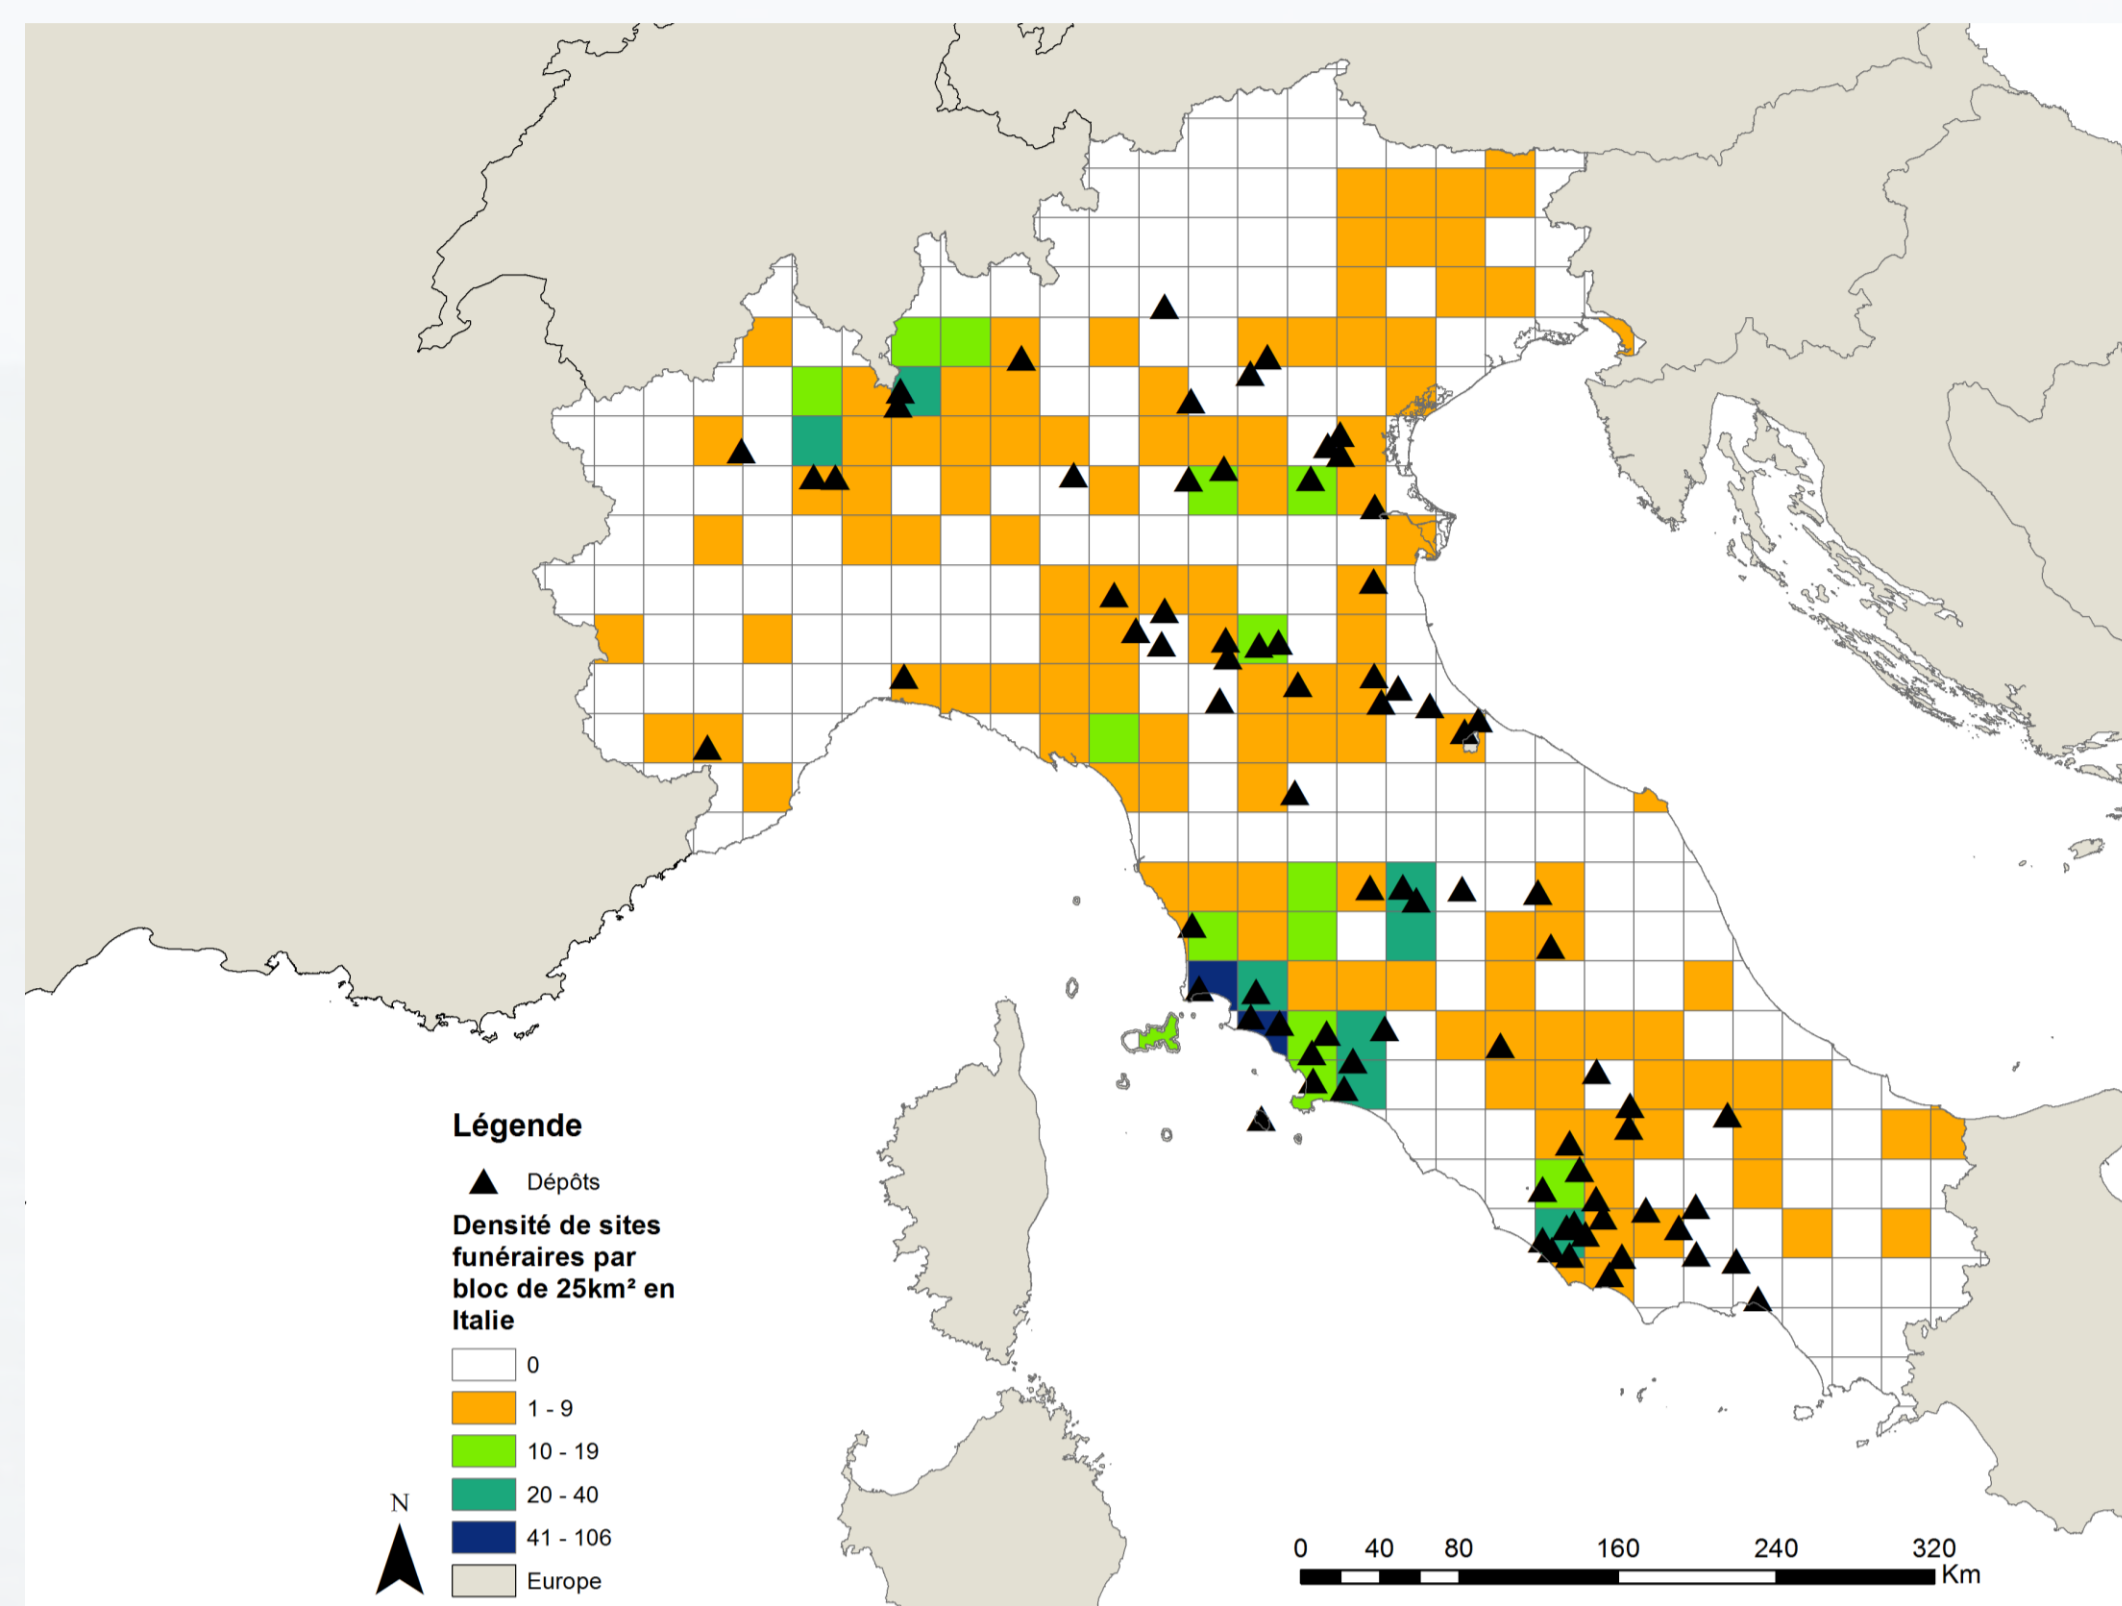 Légende
Dépôts
Densité de sites
funéraires par
bloc de 25km² en
Italie
0
1 - 9
10 - 19
20 - 40
41 - 106
Europe
N
0 40 80 160 240 320
Km